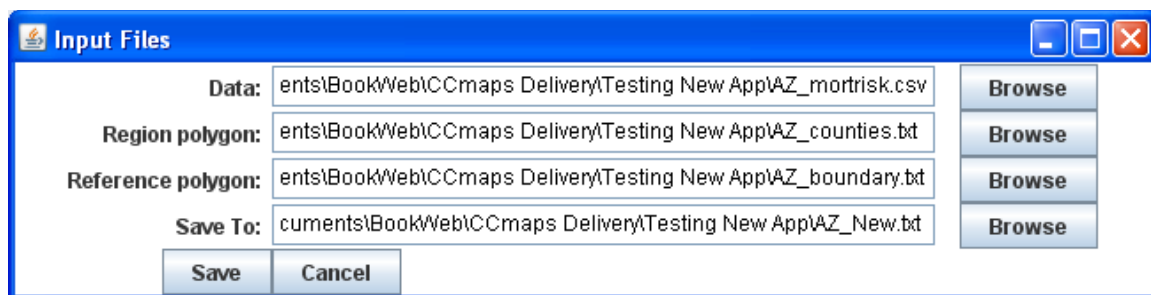 Input Files
Data: ents\BookWeb\CCmaps Delivery\Testing New App\AZ_mortrisk.csv Browse
Region polygon: ents\BookWeb\CCmaps Delivery\Testing New App\AZ_counties.txt Browse
Reference polygon: ents\BookWeb\CCmaps Delivery\Testing New App\AZ_boundary.txt Browse
Save To: cuments\BookWeb\CCmaps Delivery\Testing New App\AZ_New.txt Browse
Save Cancel